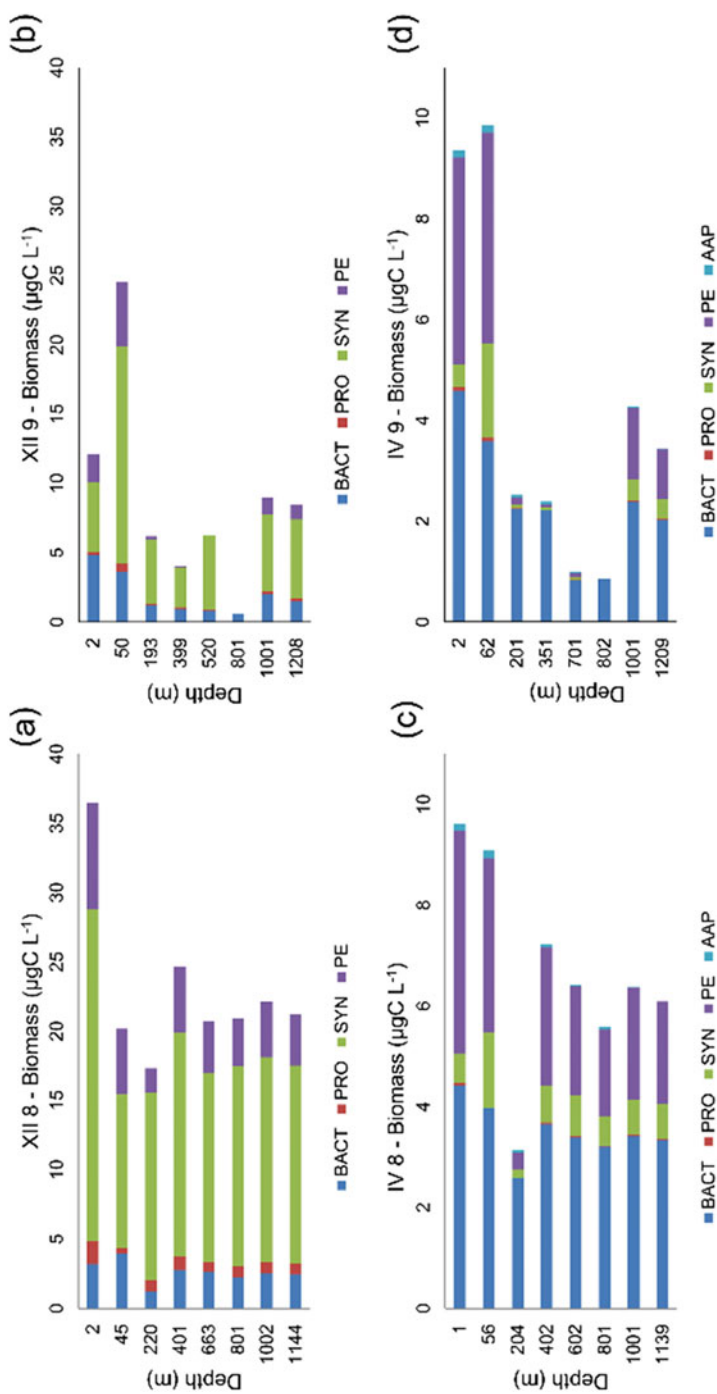 (a)
XII 8 - Biomass (µgC L⁻¹)
0 5 10 15 20 25 30 35 40
Depth (m)
2
45
220
401
663
801
1002
1144
BACT PRO SYN PE
(b)
XII 9 - Biomass (µgC L⁻¹)
0 5 10 15 20 25 30 35 40
Depth (m)
2
50
193
399
520
801
1001
1208
BACT PRO SYN PE
(c)
IV 8 - Biomass (µgC L⁻¹)
0 2 4 6 8 10
Depth (m)
1
56
204
402
602
801
1001
1139
BACT PRO SYN PE AAP
(d)
IV 9 - Biomass (µgC L⁻¹)
0 2 4 6 8 10
Depth (m)
2
62
201
351
701
802
1001
1209
BACT PRO SYN PE AAP